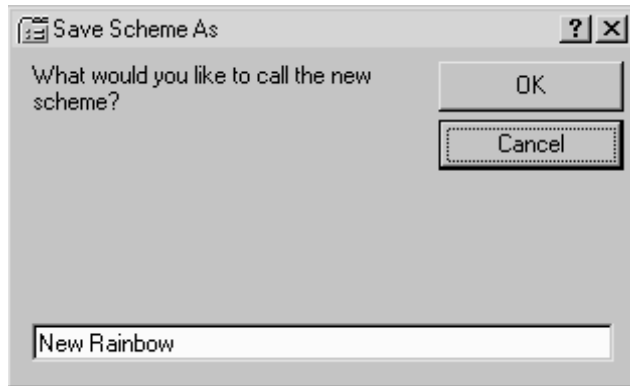 Save Scheme As
What would you like to call the new
scheme?
OK
Cancel
New Rainbow